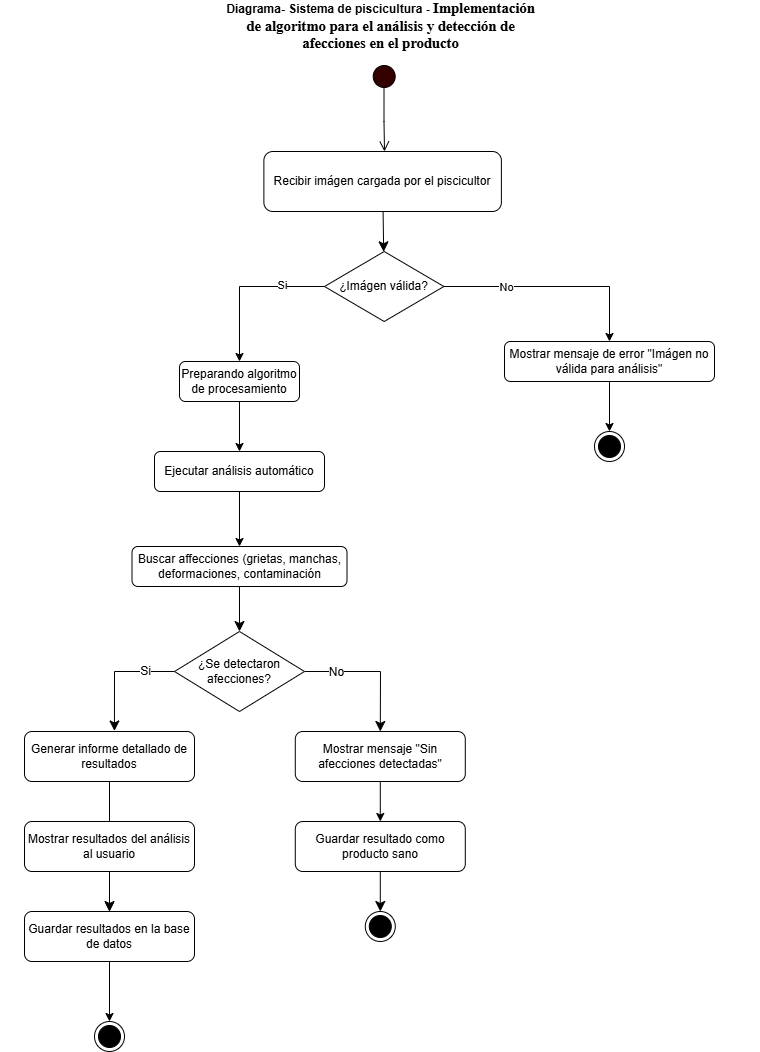 Diagrama- Sistema de piscicultura - Implementación
de algoritmo para el análisis y detección de
afecciones en el producto
Recibir imágen cargada por el piscicultor
¿Imágen válida?
Si
No
Preparando algoritmo
de procesamiento
Mostrar mensaje de error "Imágen no
válida para análisis"
Ejecutar análisis automático
Buscar affecciones (grietas, manchas,
deformaciones, contaminación
¿Se detectaron
afecciones?
Si
No
Generar informe detallado de
resultados
Mostrar mensaje "Sin
afecciones detectadas"
Mostrar resultados del análisis
al usuario
Guardar resultado como
producto sano
Guardar resultados en la base
de datos